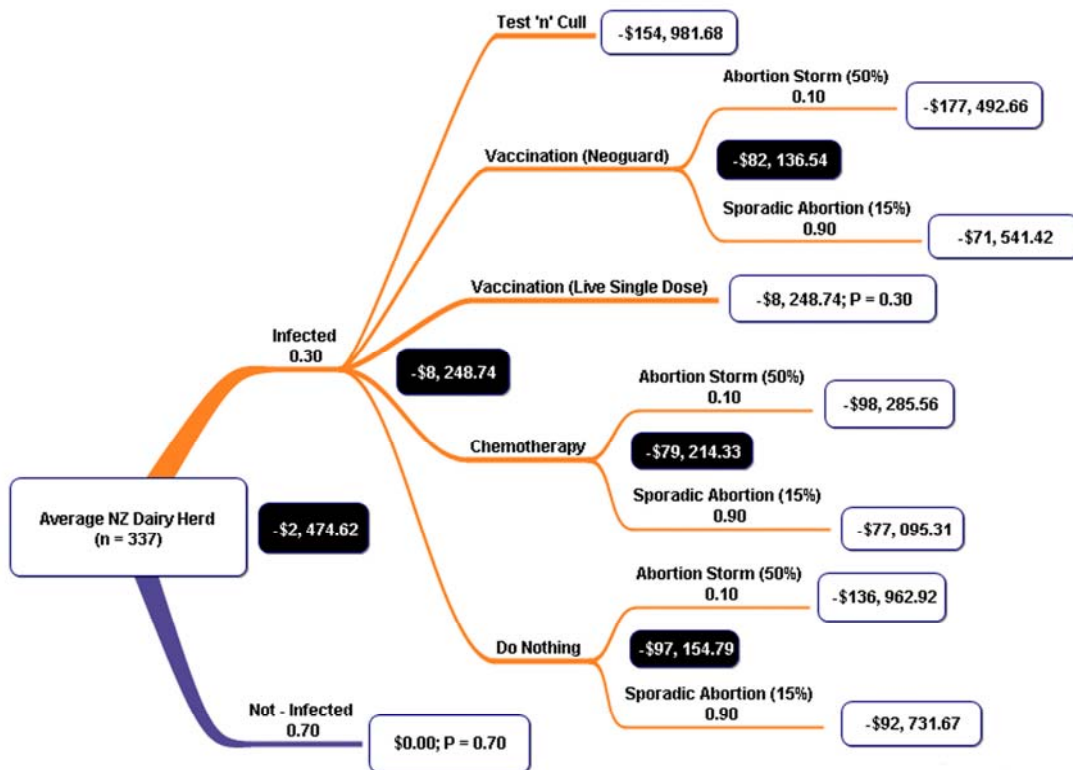 Test 'n' Cull
-$154, 981.68
Abortion Storm (50%)
0.10
-$177, 492.66
Vaccination (Neoguard)
-$82, 136.54
Sporadic Abortion (15%)
0.90
-$71, 541.42
Vaccination (Live Single Dose)
-$8, 248.74; P = 0.30
Infected
0.30
-$8, 248.74
Abortion Storm (50%)
0.10
-$98, 285.56
Chemotherapy
-$79, 214.33
Sporadic Abortion (15%)
0.90
-$77, 095.31
Average NZ Dairy Herd
(n = 337)
-$2, 474.62
Abortion Storm (50%)
0.10
-$136, 962.92
Do Nothing
-$97, 154.79
Sporadic Abortion (15%)
0.90
-$92, 731.67
Not - Infected
0.70
$0.00; P = 0.70